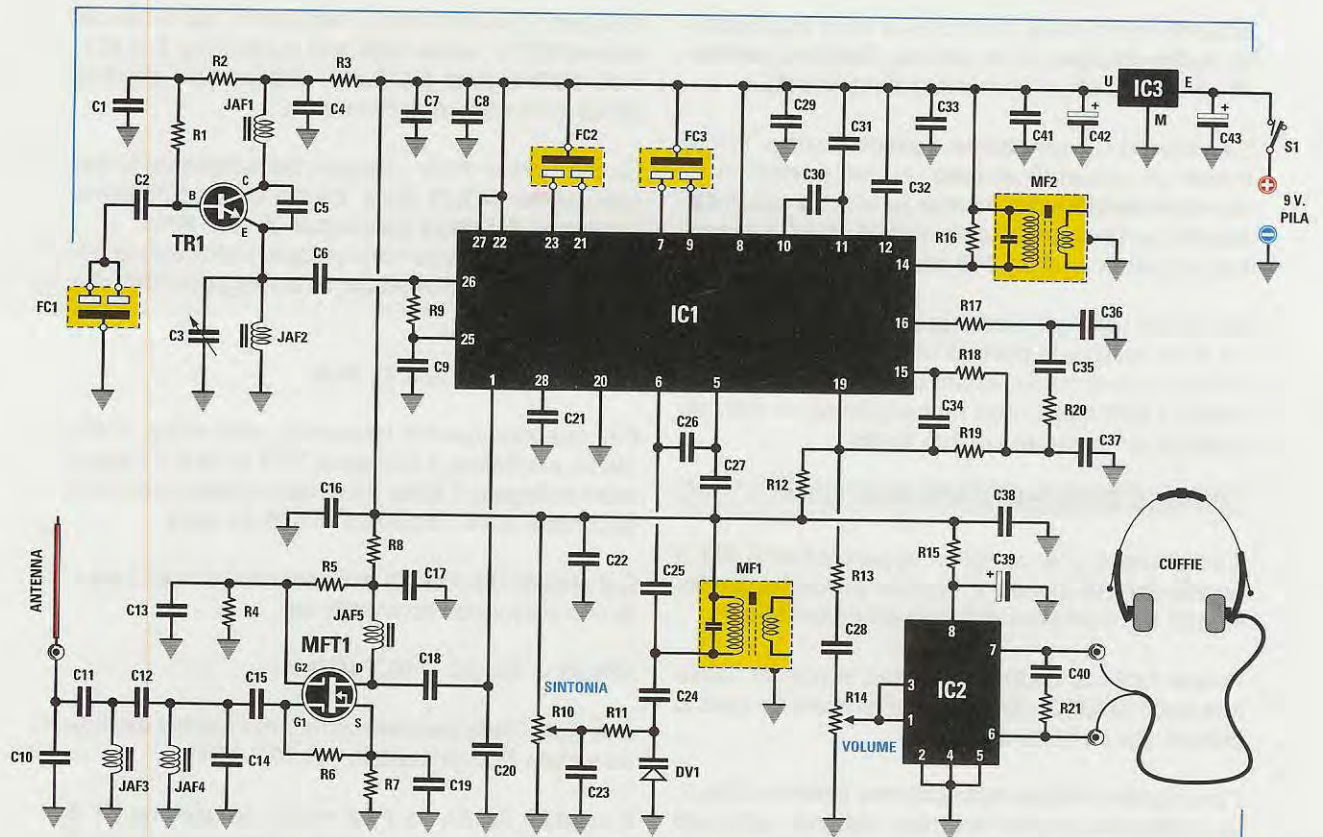 R2
R3
C1
R1
JAF1
C4
C7
C8
FC2
FC3
C29
C31
C33
U
IC3
E
M
C41
+
C42
+
C43
S1
9 V.
PILA
C2
B
C
E
TR1
C5
C30
C32
R16
MF2
27
22
23
21
7
9
8
10
11
12
14
FC1
C6
C3
JAF2
R9
C9
26
25
IC1
16
15
R17
C36
R18
C35
R20
C34
R19
C37
1
28
20
6
5
19
C21
C26
C27
R12
C16
R8
C22
C25
MF1
C38
R15
+
C39
CUFFIE
ANTENNA
C13
R4
R5
C17
JAF5
MFT1
G2
D
G1
S
C18
C11
C12
C15
C10
JAF3
JAF4
C14
R6
R7
C19
C20
SINTONIA
R10
R11
C23
C24
DV1
R13
C28
R14
VOLUME
8
IC2
3
1
7
6
2
4
5
C40
R21